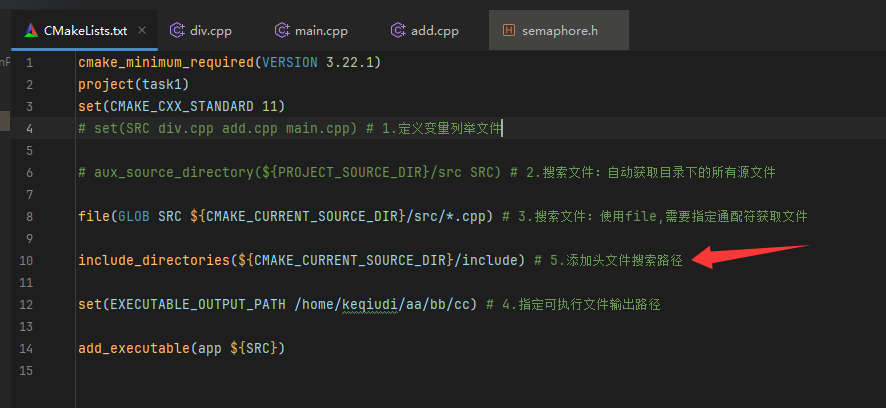 CMakeLists.txt div.cpp main.cpp add.cpp semaphore.h
1 cmake_minimum_required(VERSION 3.22.1)
2 project(task1)
3 set(CMAKE_CXX_STANDARD 11)
4 # set(SRC div.cpp add.cpp main.cpp) # 1.定义变量列举文件
5
6 # aux_source_directory(${PROJECT_SOURCE_DIR}/src SRC) # 2.搜索文件：自动获取目录下的所有源文件
7
8 file(GLOB SRC ${CMAKE_CURRENT_SOURCE_DIR}/src/*.cpp) # 3.搜索文件：使用file,需要指定通配符获取文件
9
10 include_directories(${CMAKE_CURRENT_SOURCE_DIR}/include) # 5.添加头文件搜索路径
11
12 set(EXECUTABLE_OUTPUT_PATH /home/keqiudi/aa/bb/cc) # 4.指定可执行文件输出路径
13
14 add_executable(app ${SRC})
15